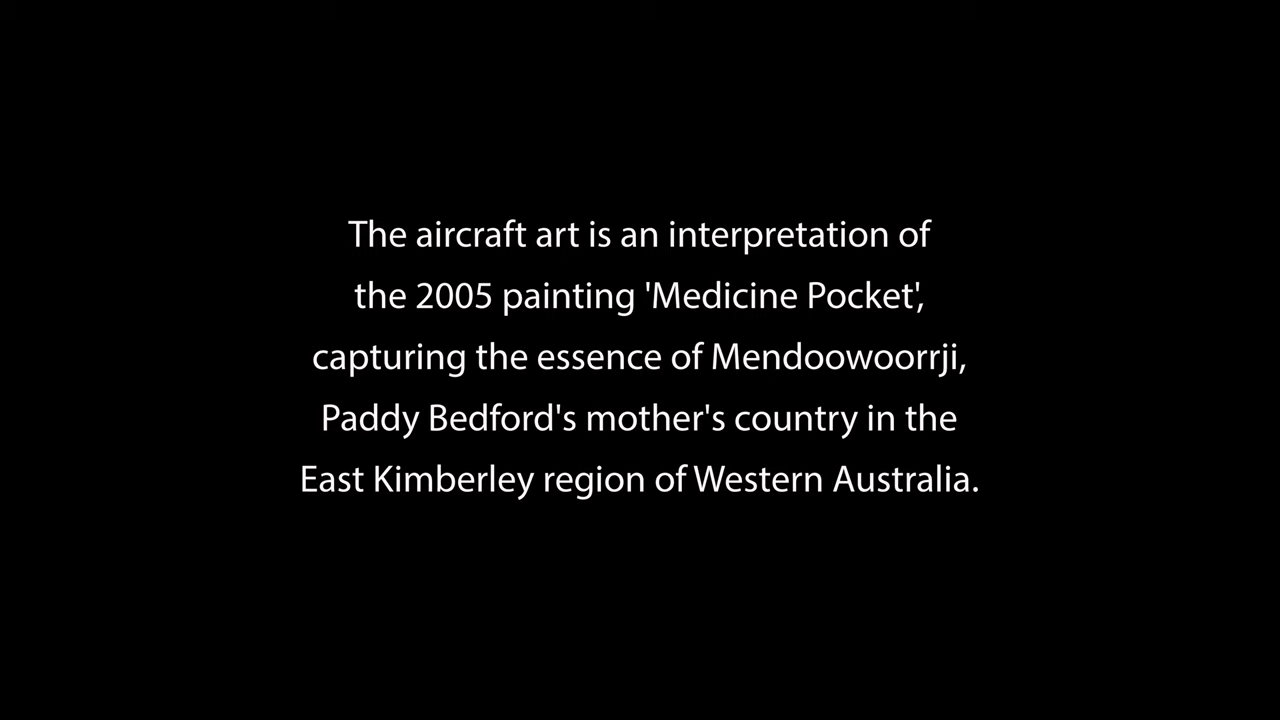 The aircraft art is an interpretation of
the 2005 painting 'Medicine Pocket',
capturing the essence of Mendoowoorrji,
Paddy Bedford's mother's country in the
East Kimberley region of Western Australia.